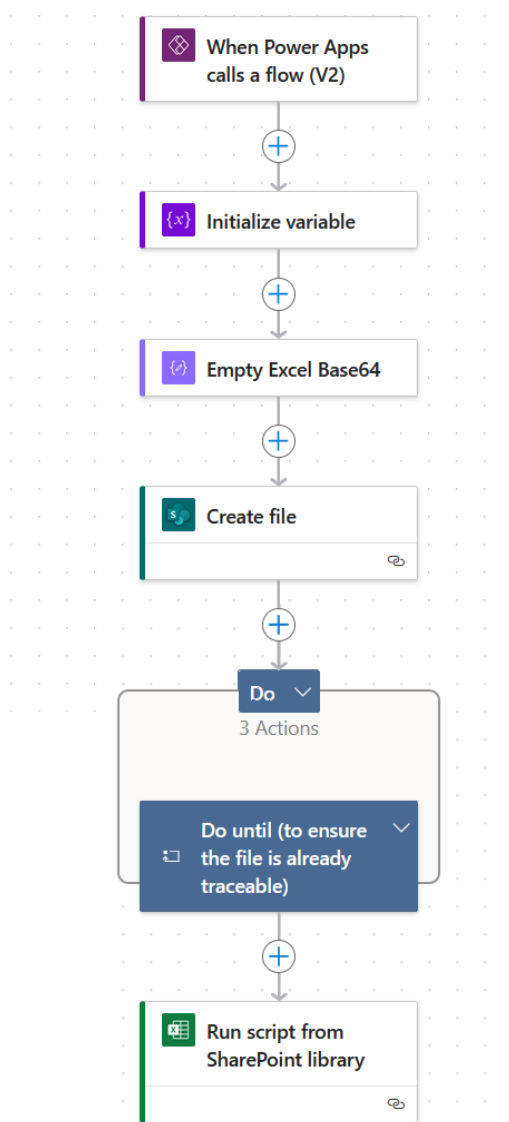 When Power Apps
calls a flow (V2)
{x}
Initialize variable
Empty Excel Base64
Create file
Do
3 Actions
Do until (to ensure
the file is already
traceable)
Run script from
SharePoint library